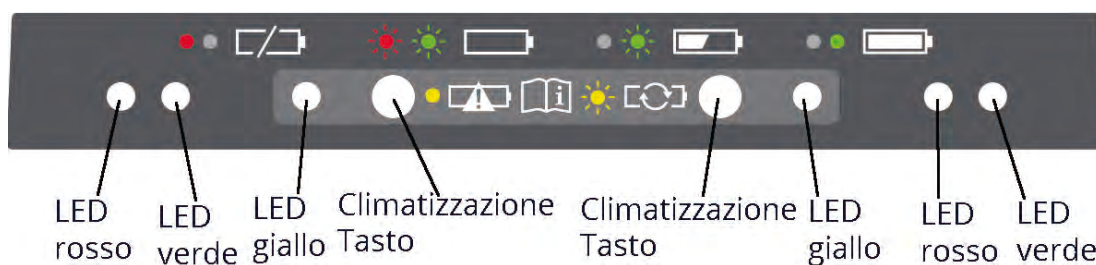 LED
rosso
LED
verde
LED
giallo
Climatizzazione
Tasto
Climatizzazione
Tasto
LED
giallo
LED
rosso
LED
verde